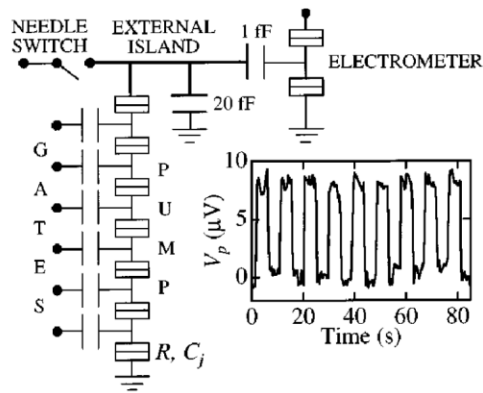 NEEDLE
SWITCH
EXTERNAL
ISLAND
1 fF
ELECTROMETER
20 fF
G
A
T
E
S
P
U
M
P
R, Cj
Vp (μV)
10
5
0
0 20 40 60 80
Time (s)